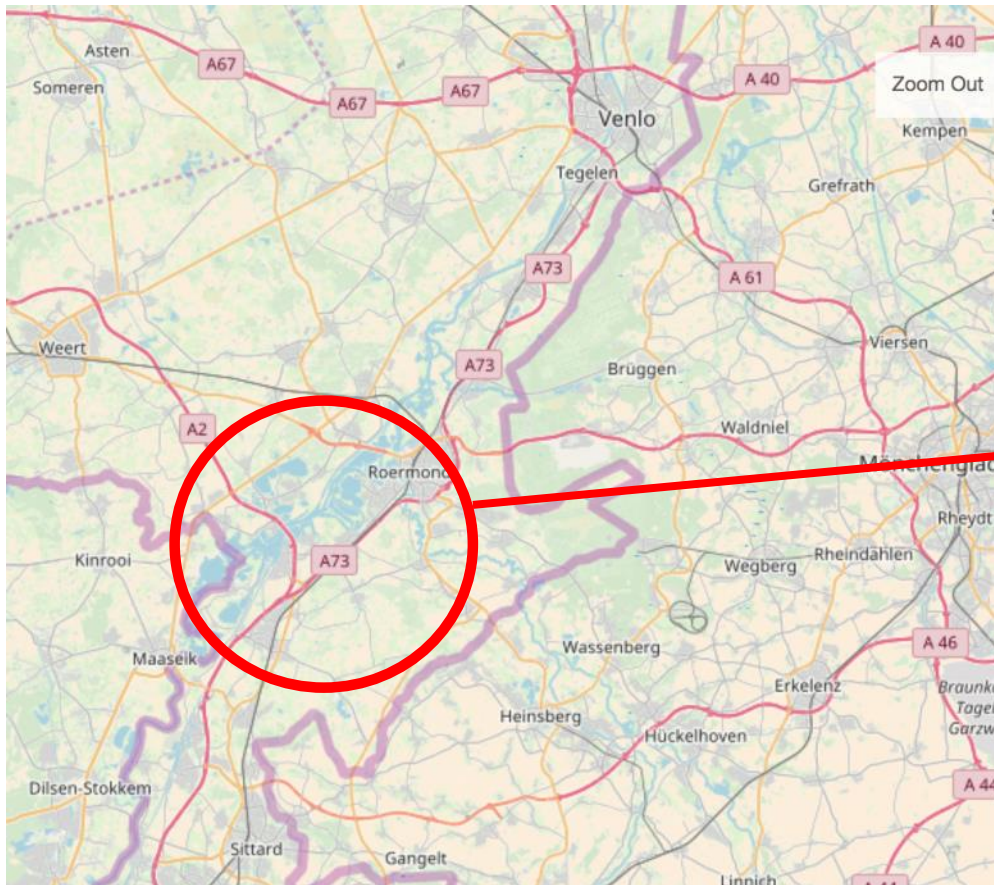 A 40
Asten
A67
Zoom Out
A 40
Someren
A67
A67
Venlo
Kempen
Tegelen
Grefrath
A73
A 61
Viersen
Weert
A73
Brüggen
A2
Waldniel
Roermond
Rheydt
Kinrooi
A73
Rheindahlen
Wegberg
Maaseik
Wassenberg
A 46
Erkelenz
Heinsberg
Hückelhoven
Dilsen-Stokkem
A 44
Sittard
Gangelt